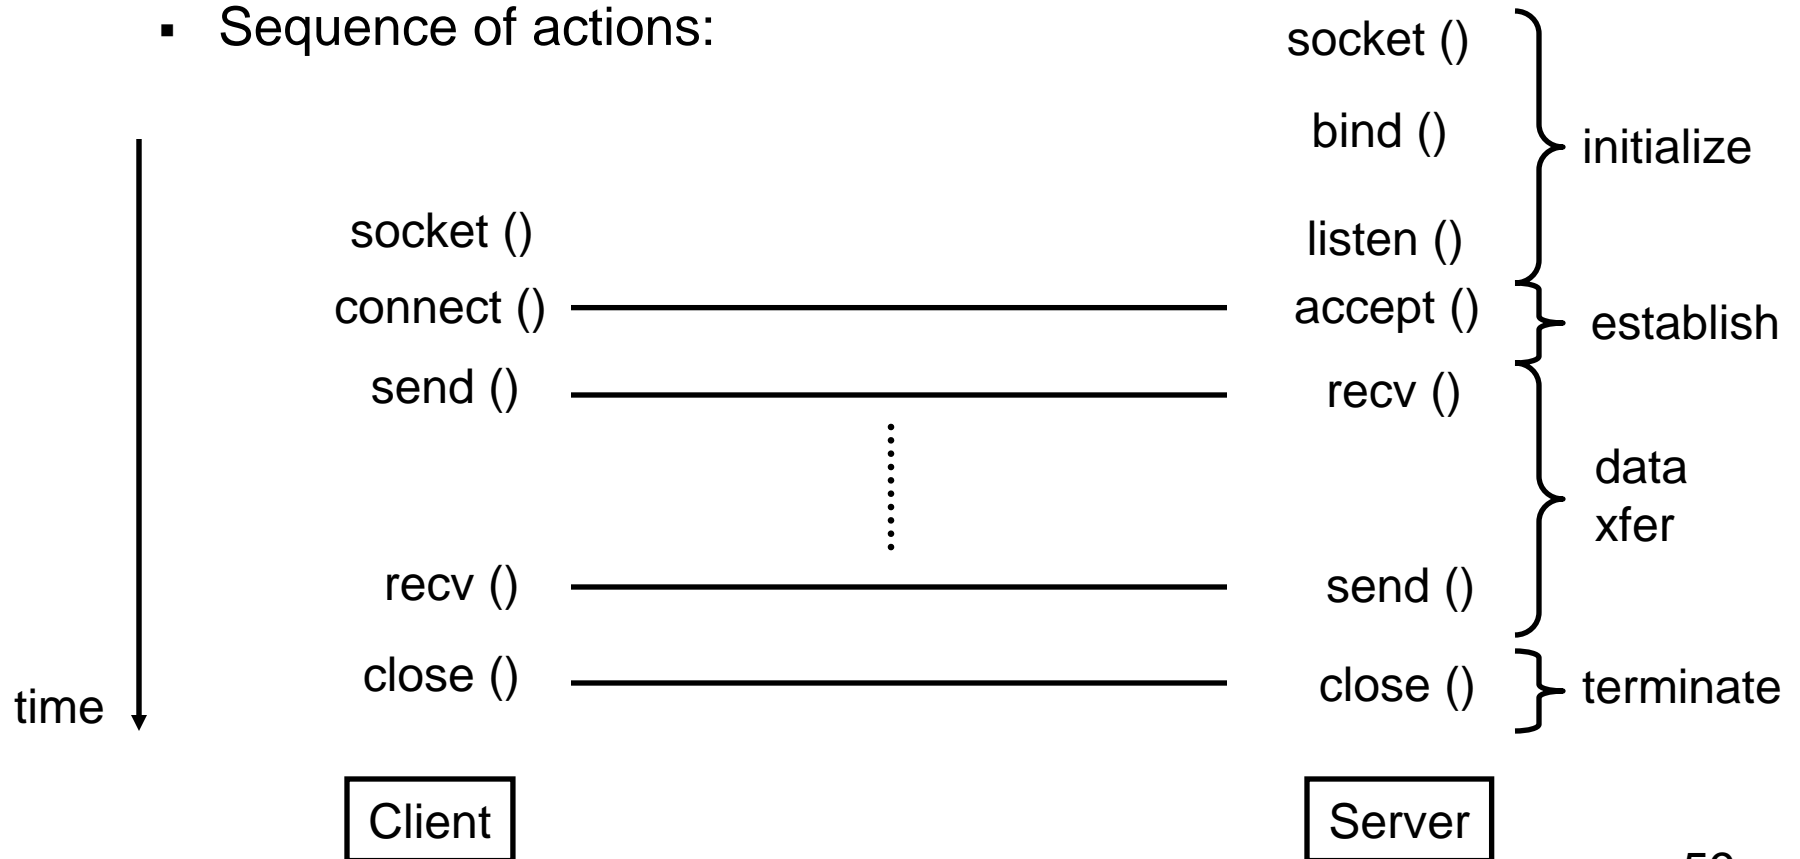 ▪ Sequence of actions:
socket ()
bind ()
initialize
socket ()
listen ()
connect ()
accept ()
establish
send ()
recv ()
data
xfer
recv ()
send ()
close ()
close ()
terminate
time
Client
Server